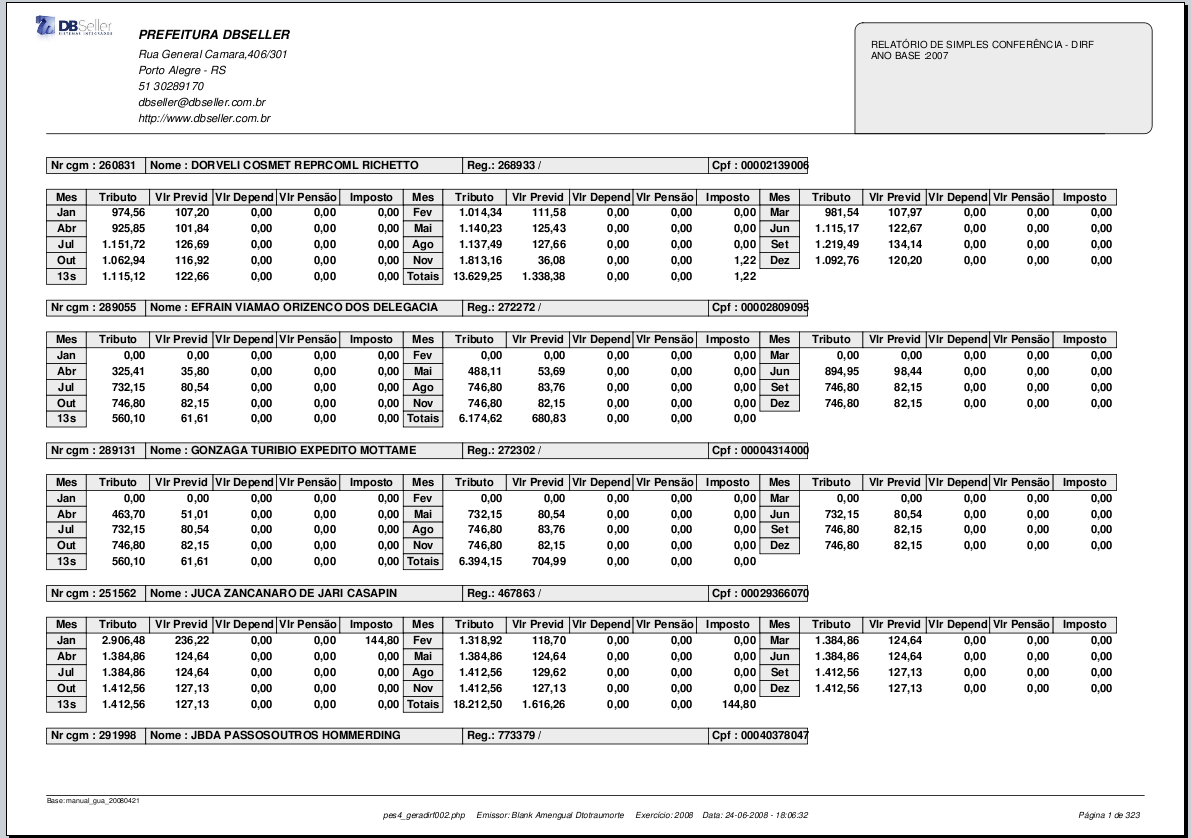 DBSeller
SISTEMAS INTEGRADOS
PREFEITURA DBSELLER
Rua General Camara,406/301
Porto Alegre - RS
51 30289170
dbseller@dbseller.com.br
http://www.dbseller.com.br
RELATÓRIO DE SIMPLES CONFERÊNCIA - DIRF
ANO BASE :2007
Nr cgm : 260831 Nome : DORVELI COSMET REPRCOML RICHETTO Reg.: 268933 / Cpf : 00002139006
Mes Tributo Vlr Previd Vlr Depend Vlr Pensão Imposto Mes Tributo Vlr Previd Vlr Depend Vlr Pensão Imposto Mes Tributo Vlr Previd Vlr Depend Vlr Pensão Imposto
Jan 974,56 107,20 0,00 0,00 0,00 Fev 1.014,34 111,58 0,00 0,00 0,00 Mar 981,54 107,97 0,00 0,00 0,00
Abr 925,85 101,84 0,00 0,00 0,00 Mai 1.140,23 125,43 0,00 0,00 0,00 Jun 1.115,17 122,67 0,00 0,00 0,00
Jul 1.151,72 126,69 0,00 0,00 0,00 Ago 1.137,49 127,66 0,00 0,00 0,00 Set 1.219,49 134,14 0,00 0,00 0,00
Out 1.062,94 116,92 0,00 0,00 0,00 Nov 1.813,16 36,08 0,00 0,00 1,22 Dez 1.092,76 120,20 0,00 0,00 0,00
13s 1.115,12 122,66 0,00 0,00 0,00 Totais 13.629,25 1.338,38 0,00 0,00 1,22
Nr cgm : 289055 Nome : EFRAIN VIAMAO ORIZENCO DOS DELEGACIA Reg.: 272272 / Cpf : 00002809095
Mes Tributo Vlr Previd Vlr Depend Vlr Pensão Imposto Mes Tributo Vlr Previd Vlr Depend Vlr Pensão Imposto Mes Tributo Vlr Previd Vlr Depend Vlr Pensão Imposto
Jan 0,00 0,00 0,00 0,00 0,00 Fev 0,00 0,00 0,00 0,00 0,00 Mar 0,00 0,00 0,00 0,00 0,00
Abr 325,41 35,80 0,00 0,00 0,00 Mai 488,11 53,69 0,00 0,00 0,00 Jun 894,95 98,44 0,00 0,00 0,00
Jul 732,15 80,54 0,00 0,00 0,00 Ago 746,80 83,76 0,00 0,00 0,00 Set 746,80 82,15 0,00 0,00 0,00
Out 746,80 82,15 0,00 0,00 0,00 Nov 746,80 82,15 0,00 0,00 0,00 Dez 746,80 82,15 0,00 0,00 0,00
13s 560,10 61,61 0,00 0,00 0,00 Totais 6.174,62 680,83 0,00 0,00 0,00
Nr cgm : 289131 Nome : GONZAGA TURIBIO EXPEDITO MOTTAME Reg.: 272302 / Cpf : 00004314000
Mes Tributo Vlr Previd Vlr Depend Vlr Pensão Imposto Mes Tributo Vlr Previd Vlr Depend Vlr Pensão Imposto Mes Tributo Vlr Previd Vlr Depend Vlr Pensão Imposto
Jan 0,00 0,00 0,00 0,00 0,00 Fev 0,00 0,00 0,00 0,00 0,00 Mar 0,00 0,00 0,00 0,00 0,00
Abr 463,70 51,01 0,00 0,00 0,00 Mai 732,15 80,54 0,00 0,00 0,00 Jun 732,15 80,54 0,00 0,00 0,00
Jul 732,15 80,54 0,00 0,00 0,00 Ago 746,80 83,76 0,00 0,00 0,00 Set 746,80 82,15 0,00 0,00 0,00
Out 746,80 82,15 0,00 0,00 0,00 Nov 746,80 82,15 0,00 0,00 0,00 Dez 746,80 82,15 0,00 0,00 0,00
13s 560,10 61,61 0,00 0,00 0,00 Totais 6.394,15 704,99 0,00 0,00 0,00
Nr cgm : 251562 Nome : JUCA ZANCANARO DE JARI CASAPIN Reg.: 467863 / Cpf : 00029366070
Mes Tributo Vlr Previd Vlr Depend Vlr Pensão Imposto Mes Tributo Vlr Previd Vlr Depend Vlr Pensão Imposto Mes Tributo Vlr Previd Vlr Depend Vlr Pensão Imposto
Jan 2.906,48 236,22 0,00 0,00 144,80 Fev 1.318,92 118,70 0,00 0,00 0,00 Mar 1.384,86 124,64 0,00 0,00 0,00
Abr 1.384,86 124,64 0,00 0,00 0,00 Mai 1.384,86 124,64 0,00 0,00 0,00 Jun 1.384,86 124,64 0,00 0,00 0,00
Jul 1.384,86 124,64 0,00 0,00 0,00 Ago 1.412,56 129,62 0,00 0,00 0,00 Set 1.412,56 127,13 0,00 0,00 0,00
Out 1.412,56 127,13 0,00 0,00 0,00 Nov 1.412,56 127,13 0,00 0,00 0,00 Dez 1.412,56 127,13 0,00 0,00 0,00
13s 1.412,56 127,13 0,00 0,00 0,00 Totais 18.212,50 1.616,26 0,00 0,00 144,80
Nr cgm : 291998 Nome : JBDA PASSOSOUTROS HOMMERDING Reg.: 773379 / Cpf : 00040378047
Base:manual_gua_20080421
pes4_geradirf002.php Emissor: Blank Amengual Dtotraumorte Exercício: 2008 Data: 24-06-2008 - 18:06:32 Página 1 de 323